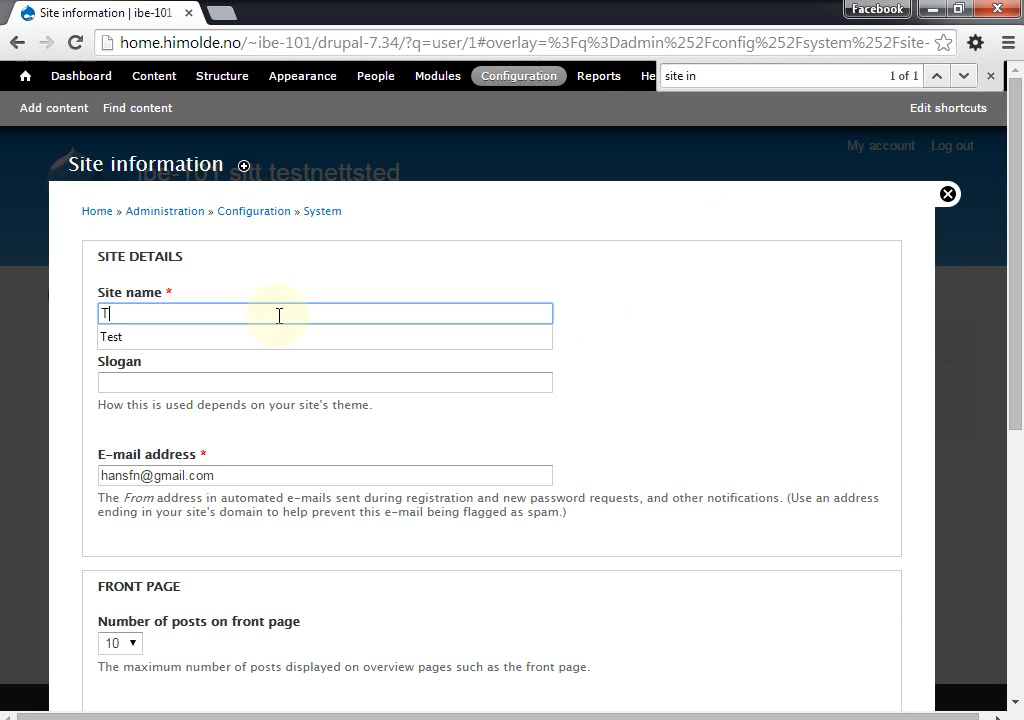 Site information | ibe-101
Facebook
home.himolde.no/~ibe-101/drupal-7.34/?q=user/1#overlay=%3Fq%3Dadmin%252Fconfig%252Fsystem%252Fsite-
Dashboard Content Structure Appearance People Modules Configuration Reports He
site in 1 of 1
Add content Find content Edit shortcuts
My account Log out
Site information
ibe-101 sitt testnettsted
Home » Administration » Configuration » System
SITE DETAILS
Site name *
T
Test
Slogan
How this is used depends on your site's theme.
E-mail address *
hansfn@gmail.com
The From address in automated e-mails sent during registration and new password requests, and other notifications. (Use an address
ending in your site's domain to help prevent this e-mail being flagged as spam.)
FRONT PAGE
Number of posts on front page
10
The maximum number of posts displayed on overview pages such as the front page.